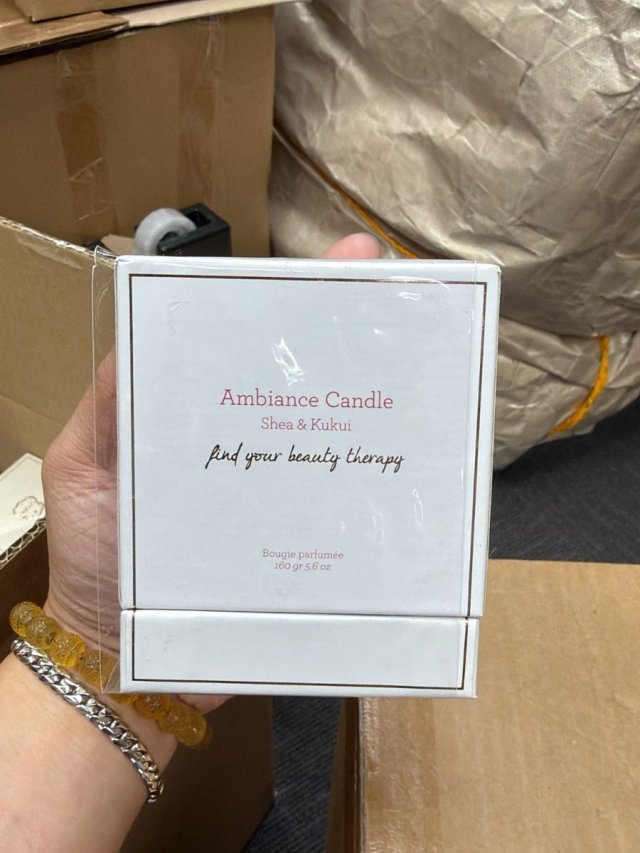 Ambiance Candle
Shea & Kukui
find your beauty therapy
Bougie parfumée
160 gr 5.6 oz